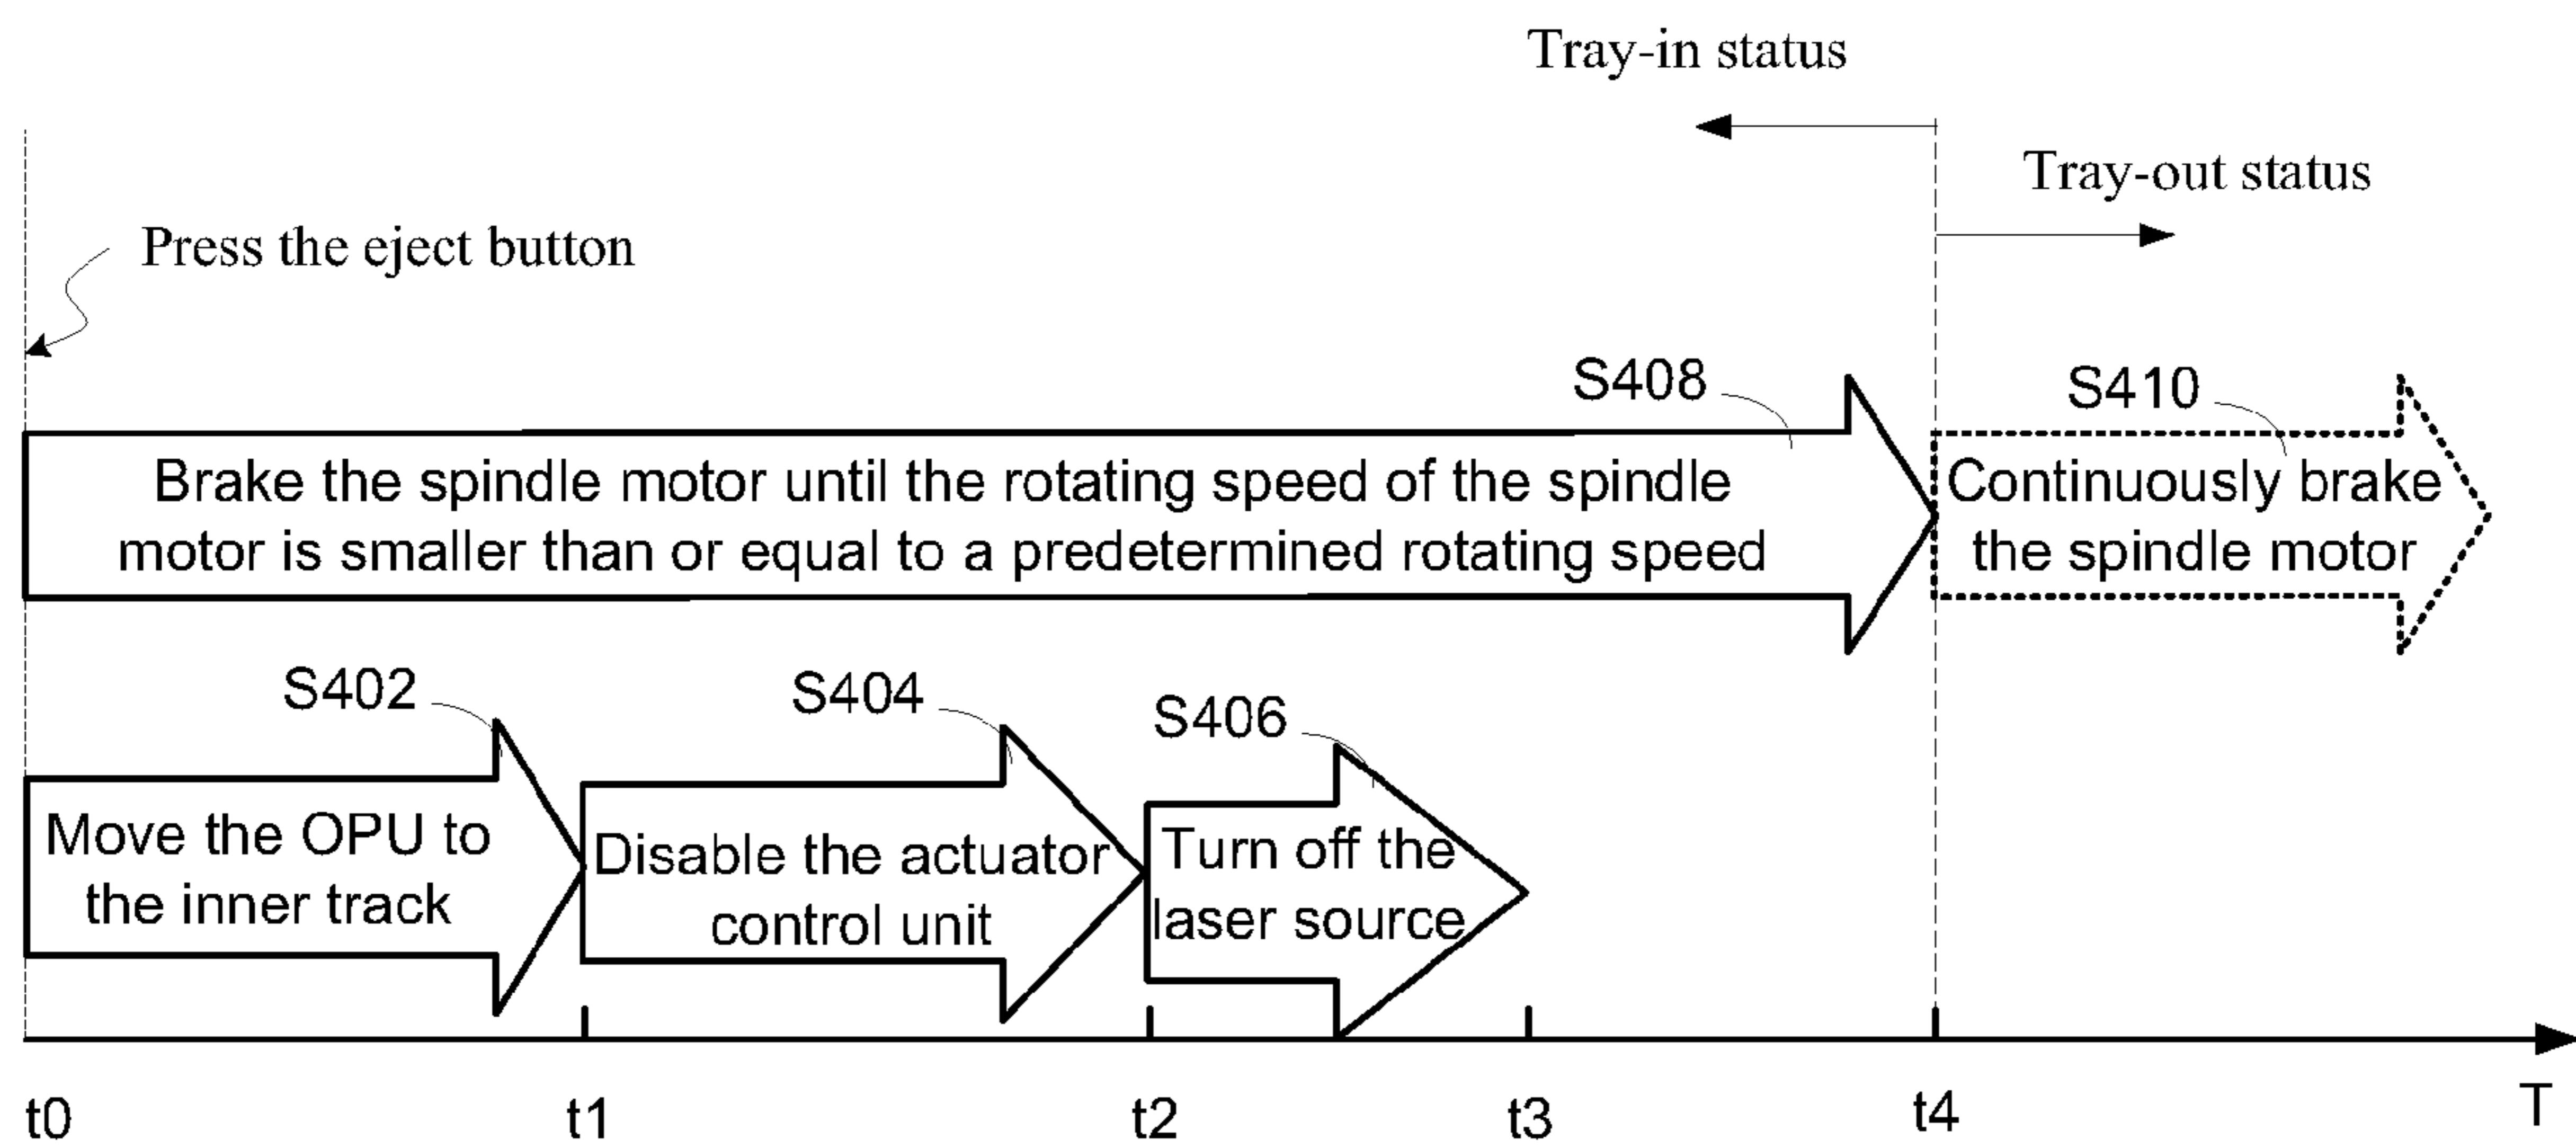 Tray-in status
Tray-out status
Press the eject button
S408
S410
Brake the spindle motor until the rotating speed of the spindle
motor is smaller than or equal to a predetermined rotating speed
Continuously brake
the spindle motor
S402
S404
S406
Move the OPU to
the inner track
Disable the actuator
control unit
Turn off the
laser source
t0
t1
t2
t3
t4
T